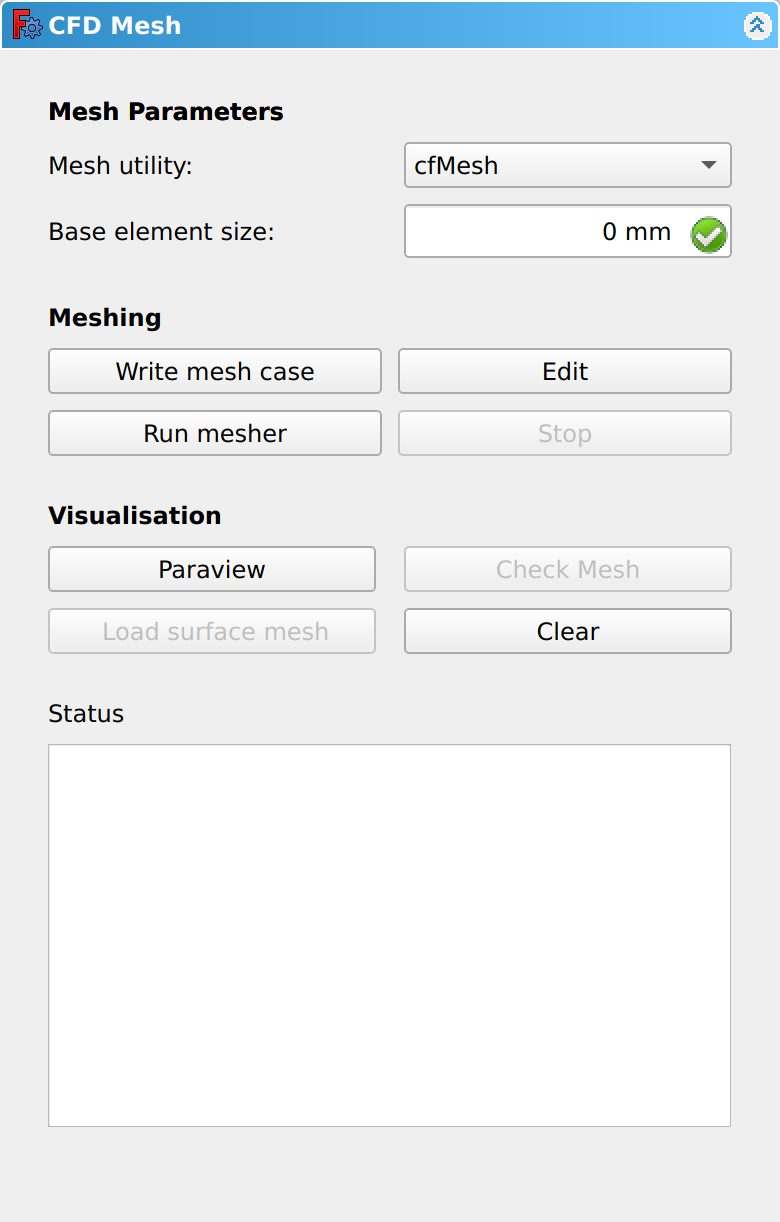 CFD Mesh
Mesh Parameters
Mesh utility: cfMesh
Base element size: 0 mm
Meshing
Write mesh case Edit
Run mesher Stop
Visualisation
Paraview Check Mesh
Load surface mesh Clear
Status